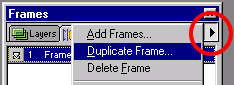 Frames
Layers
Add Frames...
Duplicate Frame...
1 Frame
Delete Frame